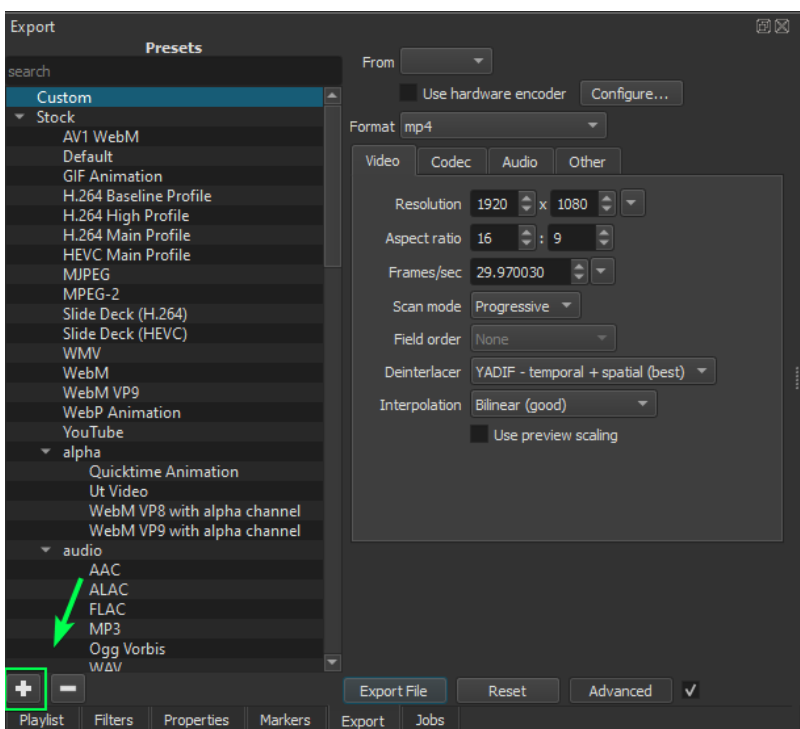 Export
Presets
search
Custom
Stock
AV1 WebM
Default
GIF Animation
H.264 Baseline Profile
H.264 High Profile
H.264 Main Profile
HEVC Main Profile
MJPEG
MPEG-2
Slide Deck (H.264)
Slide Deck (HEVC)
WMV
WebM
WebM VP9
WebP Animation
YouTube
alpha
Quicktime Animation
Ut Video
WebM VP8 with alpha channel
WebM VP9 with alpha channel
audio
AAC
ALAC
FLAC
MP3
Ogg Vorbis
WAV
From
Use hardware encoder Configure...
Format mp4
Video Codec Audio Other
Resolution 1920 x 1080
Aspect ratio 16 : 9
Frames/sec 29.970030
Scan mode Progressive
Field order None
Deinterlacer YADIF - temporal + spatial (best)
Interpolation Bilinear (good)
Use preview scaling
Export File Reset Advanced
Playlist Filters Properties Markers Export Jobs